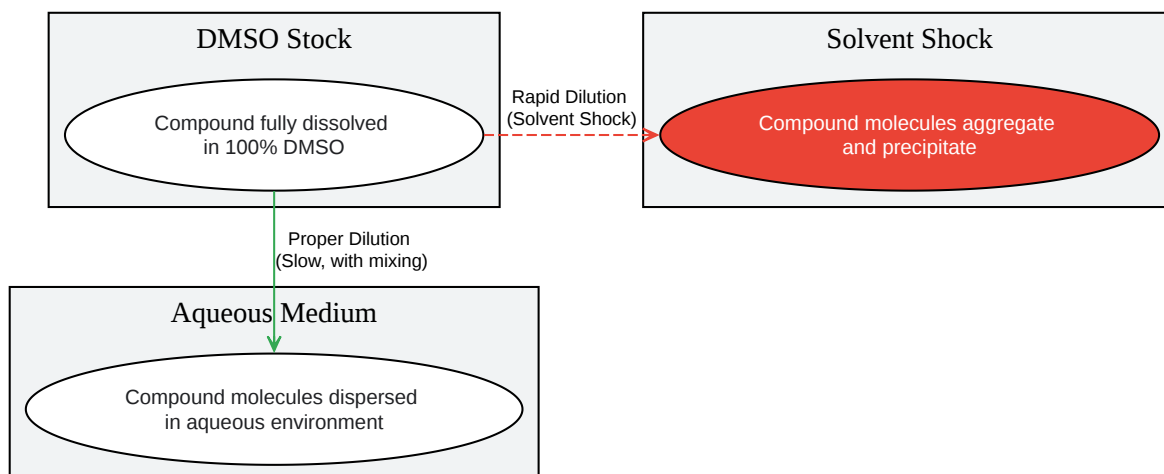 DMSO Stock
Compound fully dissolved
in 100% DMSO
Rapid Dilution
(Solvent Shock)
Solvent Shock
Compound molecules aggregate
and precipitate
Proper Dilution
(Slow, with mixing)
Aqueous Medium
Compound molecules dispersed
in aqueous environment